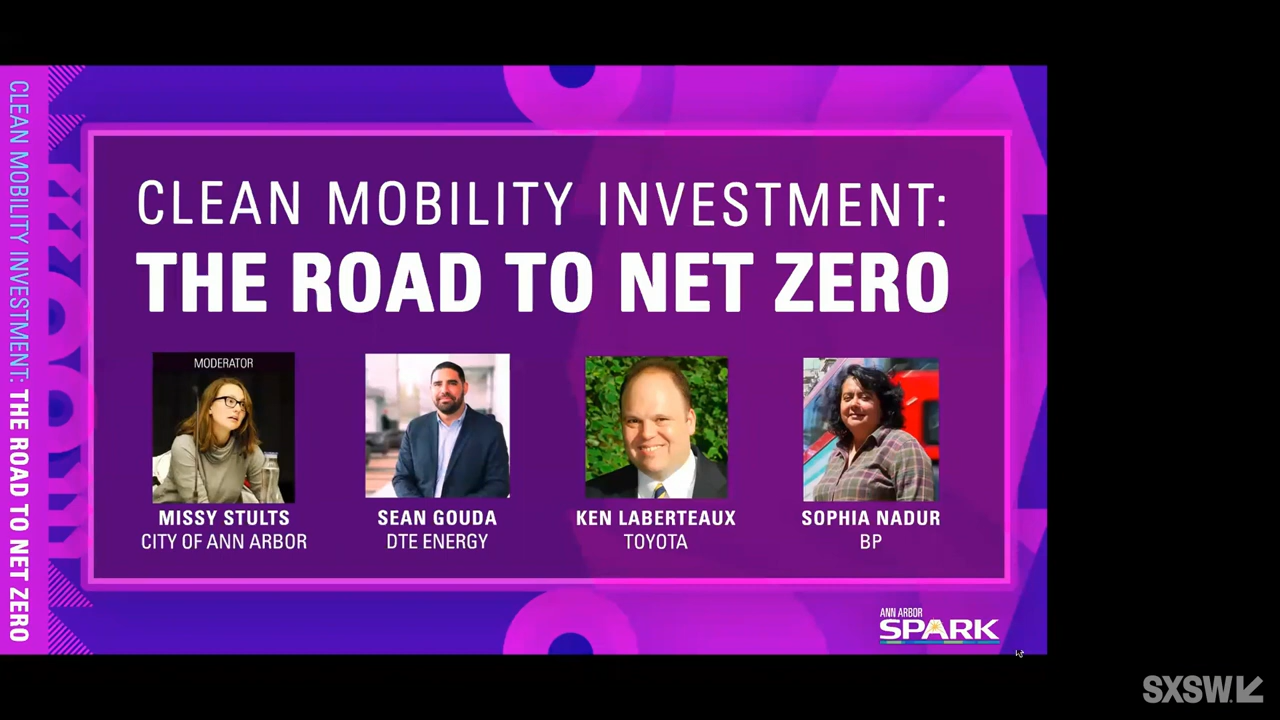 CLEAN MOBILITY INVESTMENT: THE ROAD TO NET ZERO
CLEAN MOBILITY INVESTMENT:
THE ROAD TO NET ZERO
MODERATOR
MISSY STULTS
CITY OF ANN ARBOR
SEAN GOUDA
DTE ENERGY
KEN LABERTEAUX
TOYOTA
SOPHIA NADUR
BP
ANN ARBOR
SPARK
SXSW.